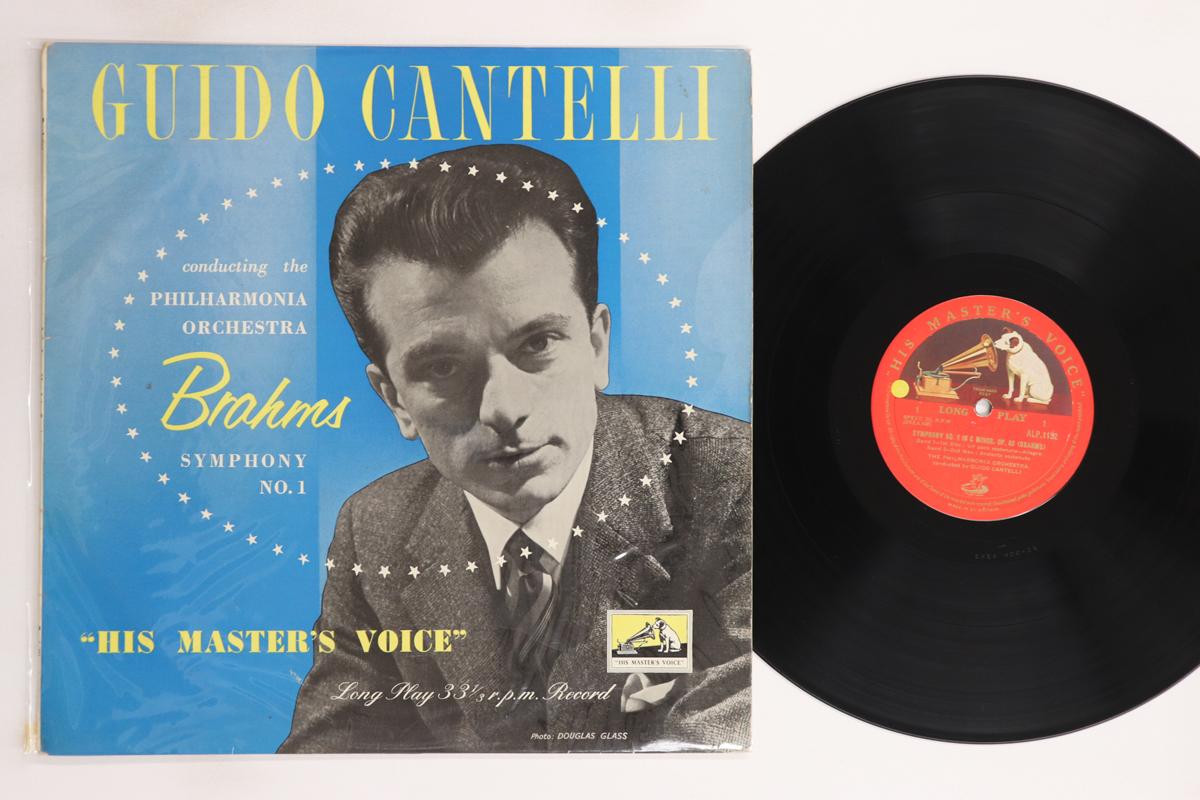 GUIDO CANTELLI
conducting the
PHILHARMONIA
ORCHESTRA
Brahms
SYMPHONY
NO. 1
"HIS MASTER'S VOICE"
"HIS MASTER'S VOICE"
Long Play 33⅓ r.p.m. Record
Photo: DOUGLAS GLASS
"HIS MASTER'S VOICE"
1 LONG PLAY 1
ALP.1152
SYMPHONY NO. 1 IN C MINOR, OP. 68 (BRAHMS)
THE PHILHARMONIA ORCHESTRA
conducted by GUIDO CANTELLI